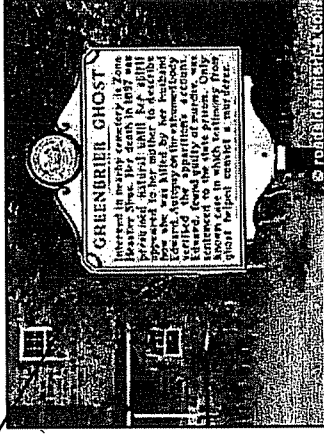 GREENBRIER GHOST
Interred in nearby cemetery is Zona
Heaster Shue. Her death in 1897 was
presumed natural until her spirit
appeared to her mother to describe
how she was killed by her husband
Edward. Autopsy on the exhumed body
verified the apparition's account.
Edward, found guilty of murder, was
sentenced to the state prison. Only
known case in which testimony from
ghost helped convict a murderer.
© roadsideamerica.com